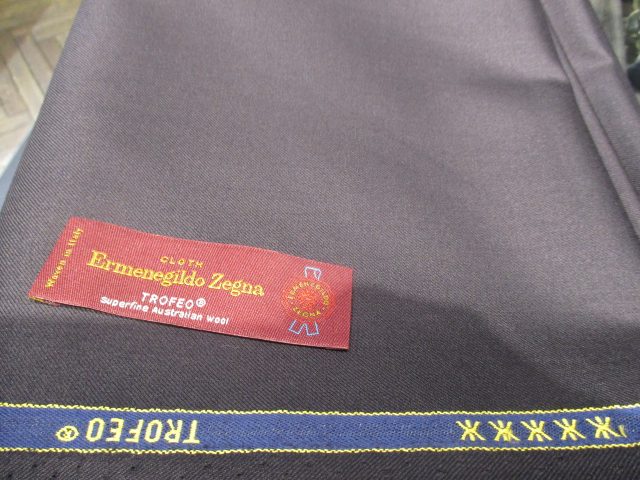 Woven in Italy
CLOTH
Ermenegildo Zegna
TROFEO®
Superfine Australian wool
ERMENEGILDO
ZEGNA
TROFEO